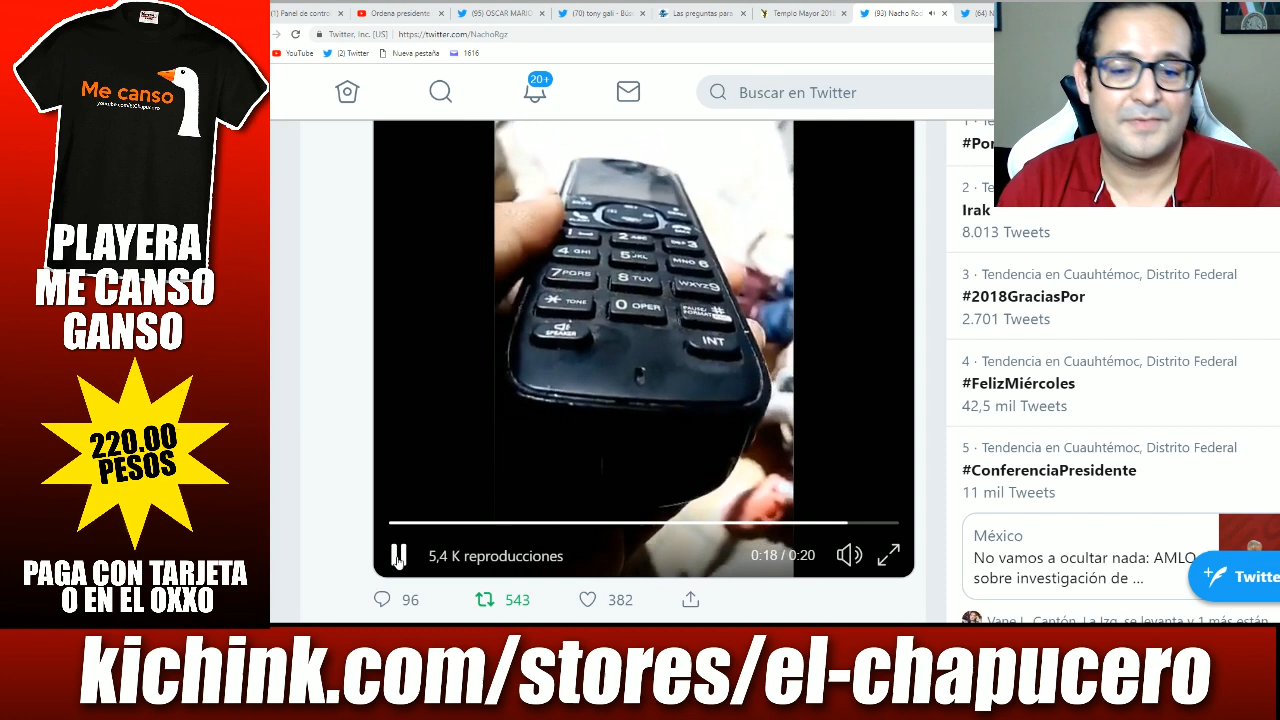 Me canso
PLAYERA
ME CANSO
GANSO
220.00
PESOS
PAGA CON TARJETA
O EN EL OXXO
(1) Panel de contro
Ordena presidente
(95) OSCAR MARIO
(70) tony gali - Bús
Las preguntas para
Templo Mayor 201
(93) Nacho Ro
Twitter, Inc. [US]
https://twitter.com/NachoRgz
YouTube
(2) Twitter
Nueva pestaña
1616
20+
Buscar en Twitter
2 ABC
DEF 3
4 GHI
5 JKL
MNO 6
7 PQRS
8 TUV
WXYZ 9
* TONE
0 OPER
#
SPEAKER
INT
5,4 K reproducciones
0:18 / 0:20
96
543
382
2
Irak
8.013 Tweets
3 · Tendencia en Cuauhtémoc, Distrito Federal
#2018GraciasPor
2.701 Tweets
4 · Tendencia en Cuauhtémoc, Distrito Federal
#FelizMiércoles
42,5 mil Tweets
5 · Tendencia en Cuauhtémoc, Distrito Federal
#ConferenciaPresidente
11 mil Tweets
México
No vamos a ocultar nada: AMLO
sobre investigación de ...
Twitte
kichink.com/stores/el-chapucero